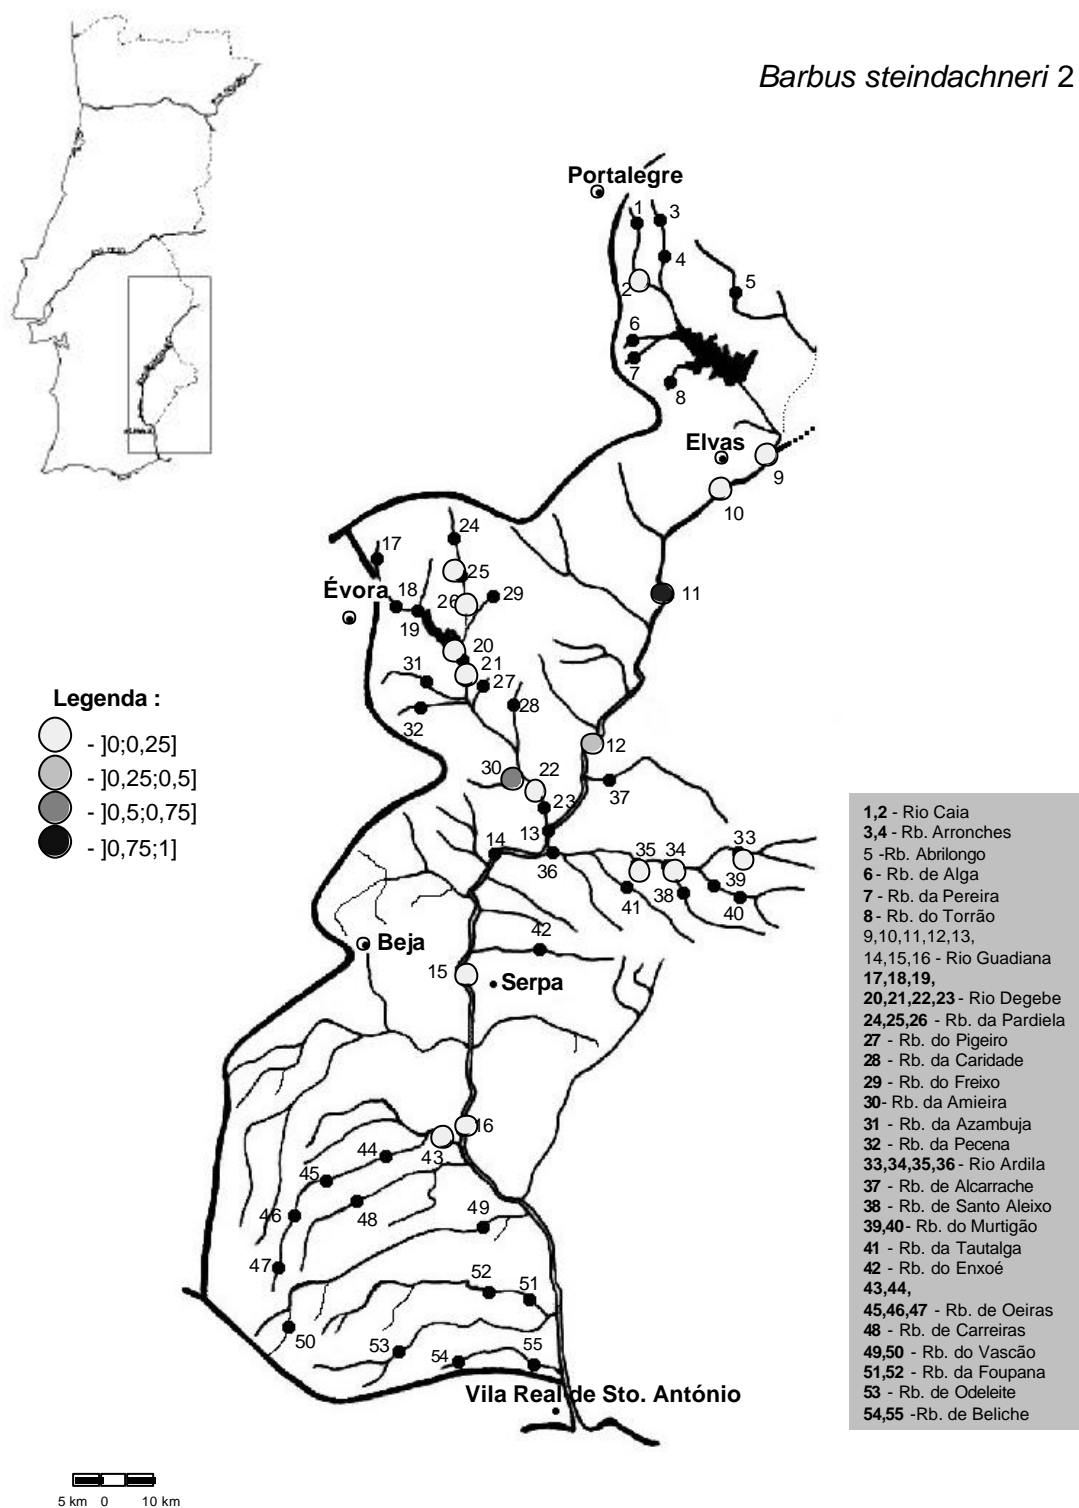 Barbus steindachneri 2
Portalegre
1
3
4
2
5
6
7
8
Elvas
9
10
24
17
25
Évora
18
26
29
11
19
20
31
21
27
28
32
Legenda :
- ]0;0,25]
- ]0,25;0,5]
- ]0,5;0,75]
- ]0,75;1]
12
30
22
37
23
13
14
36
35
34
33
39
41
38
40
42
Beja
15
Serpa
16
43
44
45
46
48
49
47
52
51
50
53
54
55
Vila Real de Sto. António
5 km 0 10 km
1,2 - Rio Caia
3,4 - Rb. Arronches
5 -Rb. Abrilongo
6 - Rb. de Alga
7 - Rb. da Pereira
8 - Rb. do Torrão
9,10,11,12,13,
14,15,16 - Rio Guadiana
17,18,19,
20,21,22,23 - Rio Degebe
24,25,26 - Rb. da Pardiela
27 - Rb. do Pigeiro
28 - Rb. da Caridade
29 - Rb. do Freixo
30- Rb. da Amieira
31 - Rb. da Azambuja
32 - Rb. da Pecena
33,34,35,36 - Rio Ardila
37 - Rb. de Alcarrache
38 - Rb. de Santo Aleixo
39,40- Rb. do Murtigão
41 - Rb. da Tautalga
42 - Rb. do Enxoé
43,44,
45,46,47 - Rb. de Oeiras
48 - Rb. de Carreiras
49,50 - Rb. do Vascão
51,52 - Rb. da Foupana
53 - Rb. de Odeleite
54,55 -Rb. de Beliche